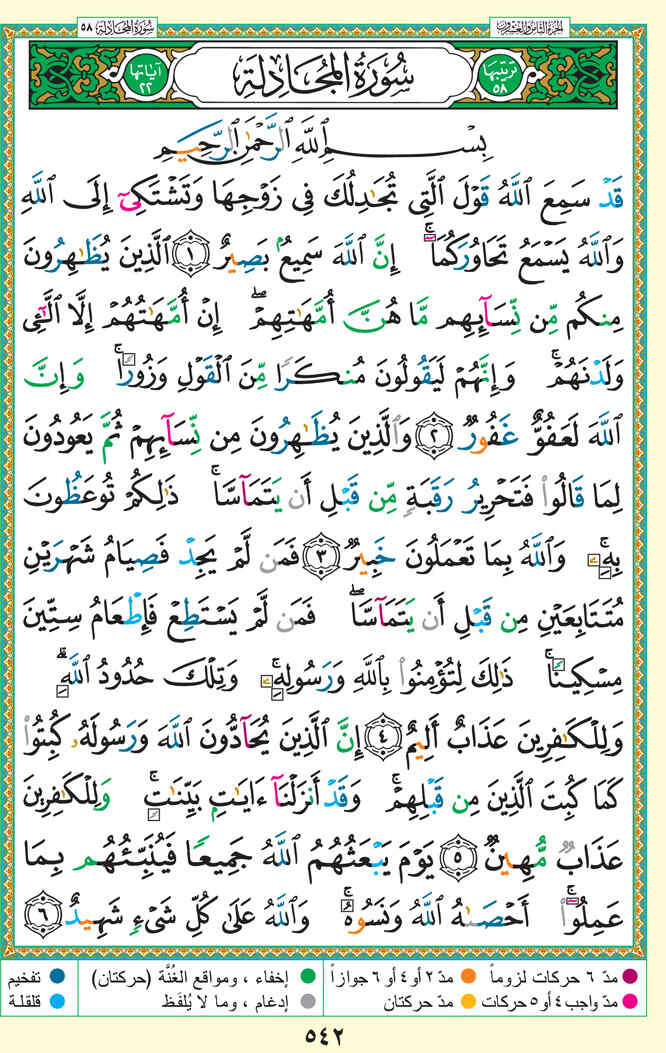 الجزء الثامن والعشرون
سُورَةُ المُجَادلة ٥٨
ترتيبها ٥٨
سُورَةُ المُجَادِلَةِ
آياتها ٢٢
بِسْمِ ٱللَّهِ ٱلرَّحْمَٰنِ ٱلرَّحِيمِ
قَدْ سَمِعَ ٱللَّهُ قَوْلَ ٱلَّتِى تُجَٰدِلُكَ فِى زَوْجِهَا وَتَشْتَكِىٓ إِلَى ٱللَّهِ
وَٱللَّهُ يَسْمَعُ تَحَاوُرَكُمَآ ۚ إِنَّ ٱللَّهَ سَمِيعٌۢ بَصِيرٌ ١ ٱلَّذِينَ يُظَٰهِرُونَ
مِنكُم مِّن نِّسَآئِهِم مَّا هُنَّ أُمَّهَٰتِهِمْ ۖ إِنْ أُمَّهَٰتُهُمْ إِلَّا ٱلَّٰٓـِٔى
وَلَدْنَهُمْ ۚ وَإِنَّهُمْ لَيَقُولُونَ مُنكَرًا مِّنَ ٱلْقَوْلِ وَزُورًا ۚ وَإِنَّ
ٱللَّهَ لَعَفُوٌّ غَفُورٌ ٢ وَٱلَّذِينَ يُظَٰهِرُونَ مِن نِّسَآئِهِمْ ثُمَّ يَعُودُونَ
لِمَا قَالُوا۟ فَتَحْرِيرُ رَقَبَةٍ مِّن قَبْلِ أَن يَتَمَآسَّا ۚ ذَٰلِكُمْ تُوعَظُونَ
بِهِۦ ۚ وَٱللَّهُ بِمَا تَعْمَلُونَ خَبِيرٌ ٣ فَمَن لَّمْ يَجِدْ فَصِيَامُ شَهْرَيْنِ
مُتَتَابِعَيْنِ مِن قَبْلِ أَن يَتَمَآسَّا ۖ فَمَن لَّمْ يَسْتَطِعْ فَإِطْعَامُ سِتِّينَ
مِسْكِينًا ۚ ذَٰلِكَ لِتُؤْمِنُوا۟ بِٱللَّهِ وَرَسُولِهِۦ ۚ وَتِلْكَ حُدُودُ ٱللَّهِ ۗ
وَلِلْكَٰفِرِينَ عَذَابٌ أَلِيمٌ ٤ إِنَّ ٱلَّذِينَ يُحَآدُّونَ ٱللَّهَ وَرَسُولَهُۥ كُبِتُوا۟
كَمَا كُبِتَ ٱلَّذِينَ مِن قَبْلِهِمْ ۚ وَقَدْ أَنزَلْنَآ ءَايَٰتٍۭ بَيِّنَٰتٍ ۚ وَلِلْكَٰفِرِينَ
عَذَابٌ مُّهِينٌ ٥ يَوْمَ يَبْعَثُهُمُ ٱللَّهُ جَمِيعًا فَيُنَبِّئُهُم بِمَا
عَمِلُوٓا۟ ۚ أَحْصَىٰهُ ٱللَّهُ وَنَسُوهُ ۚ وَٱللَّهُ عَلَىٰ كُلِّ شَىْءٍ شَهِيدٌ ٦
مدّ ٦ حركات لزوماً مدّ ٢ أو ٤ أو ٦ جوازاً إخفاء ، ومواقع الغُنَّة (حركتان) تفخيم
مدّ واجب ٤ أو ٥ حركات مدّ حركتان إدغام ، وما لا يُلفَظ قلقلة
٥٤٢